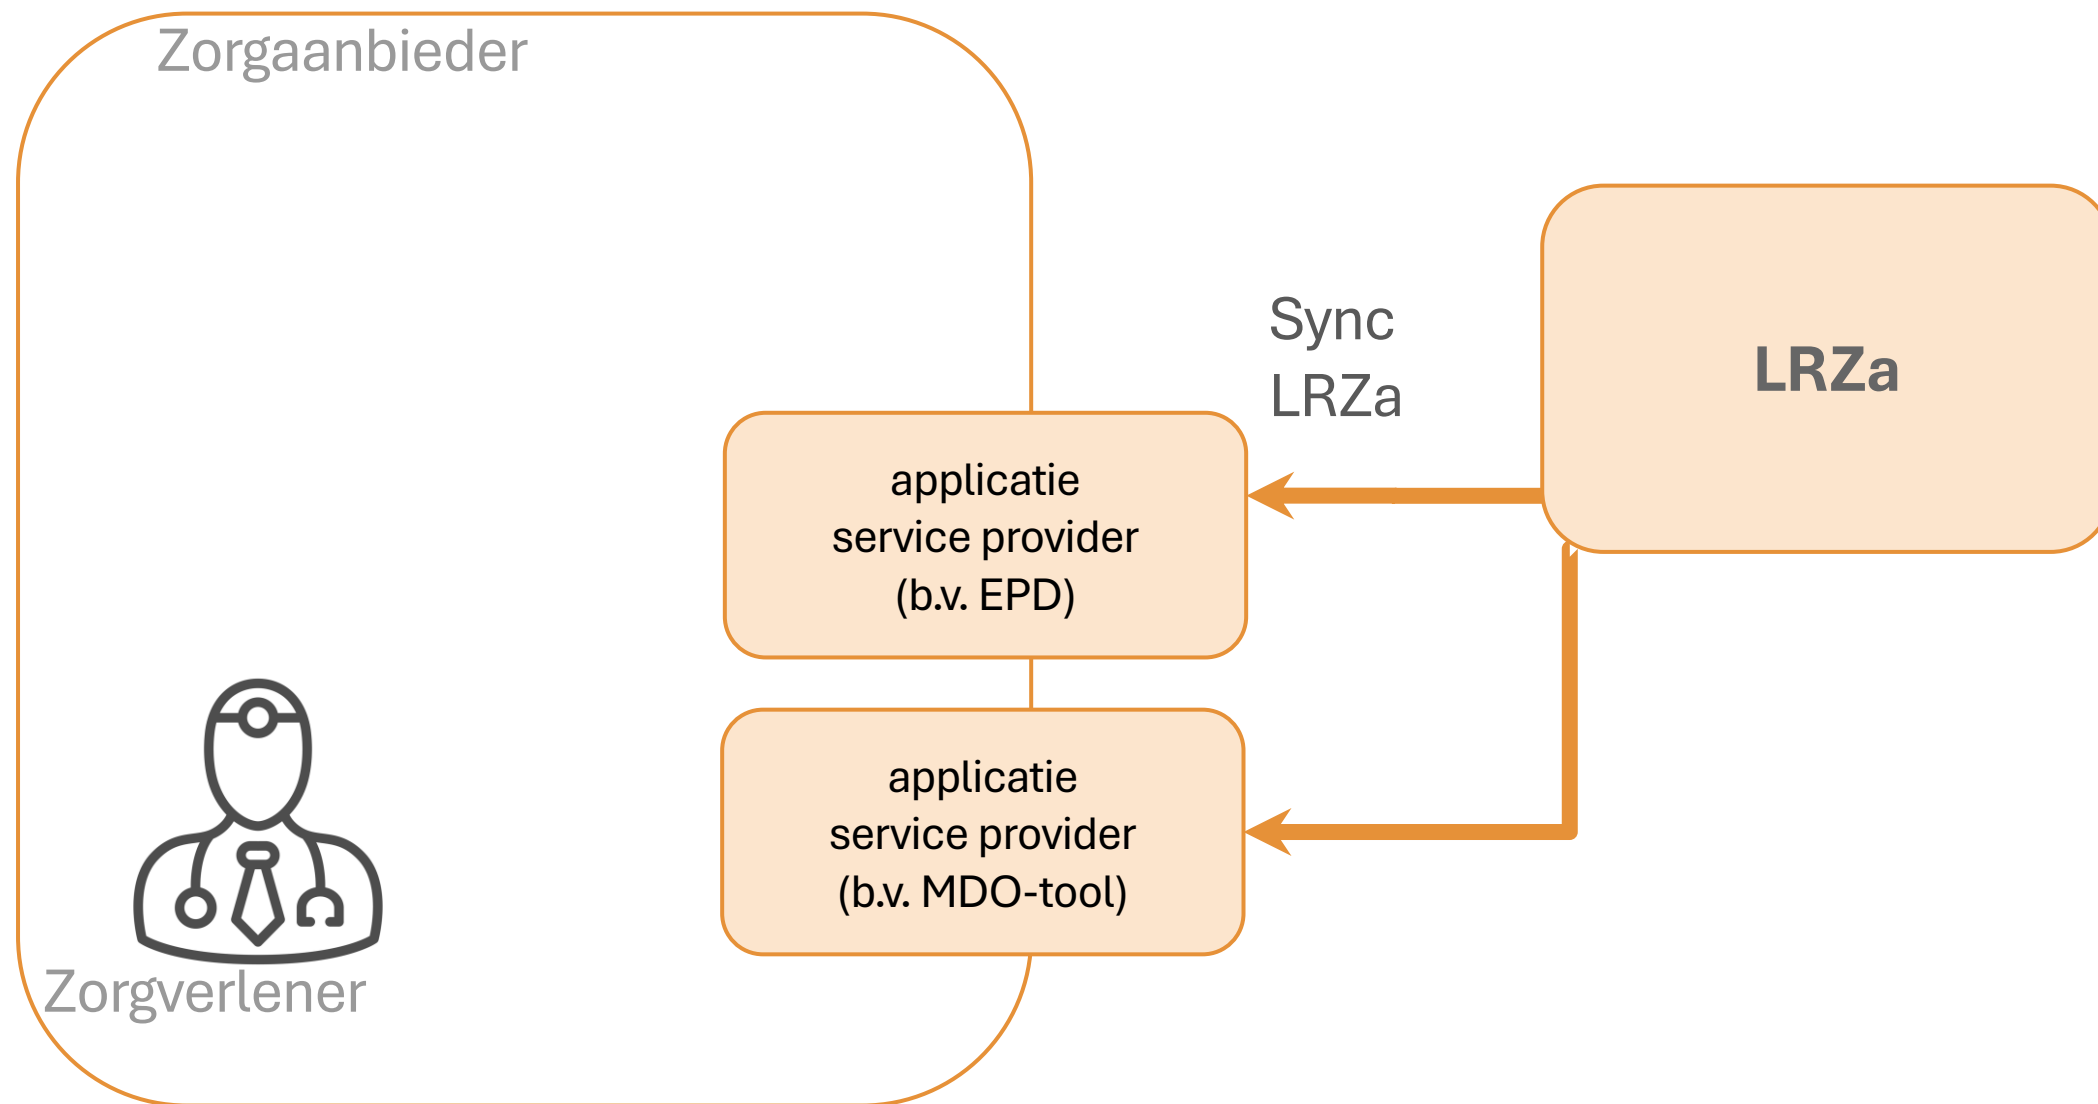 Zorgaanbieder
Sync
LRZa
LRZa
applicatie
service provider
(b.v. EPD)
applicatie
service provider
(b.v. MDO-tool)
Zorgverlener